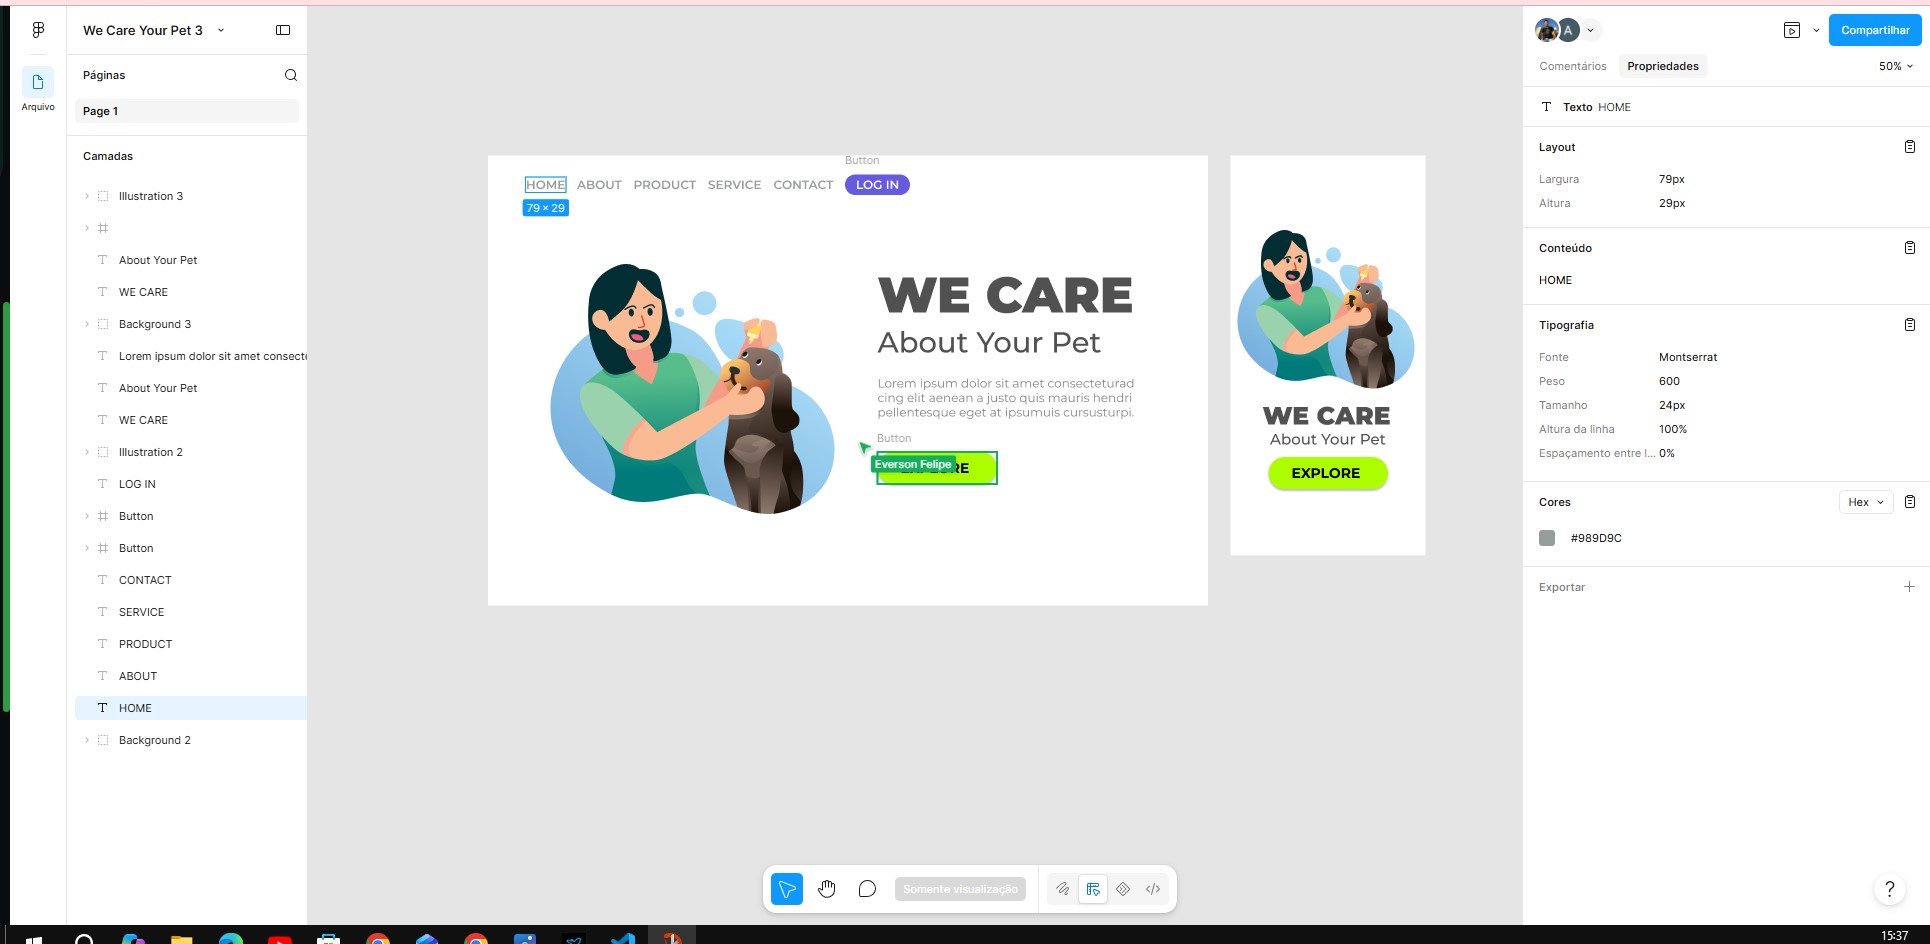 We Care Your Pet 3
Arquivo
Páginas
Page 1
Camadas
Illustration 3
About Your Pet
WE CARE
Background 3
Lorem ipsum dolor sit amet consect
About Your Pet
WE CARE
Illustration 2
LOG IN
Button
Button
CONTACT
SERVICE
PRODUCT
ABOUT
HOME
Background 2
Button
HOME ABOUT PRODUCT SERVICE CONTACT LOG IN
79 × 29
WE CARE
About Your Pet
Lorem ipsum dolor sit amet consecteturad
cing elit aenean a justo quis mauris hendri
pellentesque eget at ipsumuis cursusturpi.
Button
Everson Felipe
WE CARE
About Your Pet
EXPLORE
Somente visualização
A
Compartilhar
Comentários Propriedades 50%
Texto HOME
Layout
Largura 79px
Altura 29px
Conteúdo
HOME
Tipografia
Fonte Montserrat
Peso 600
Tamanho 24px
Altura da linha 100%
Espaçamento entre l... 0%
Cores Hex
#989D9C
Exportar
?
15:37